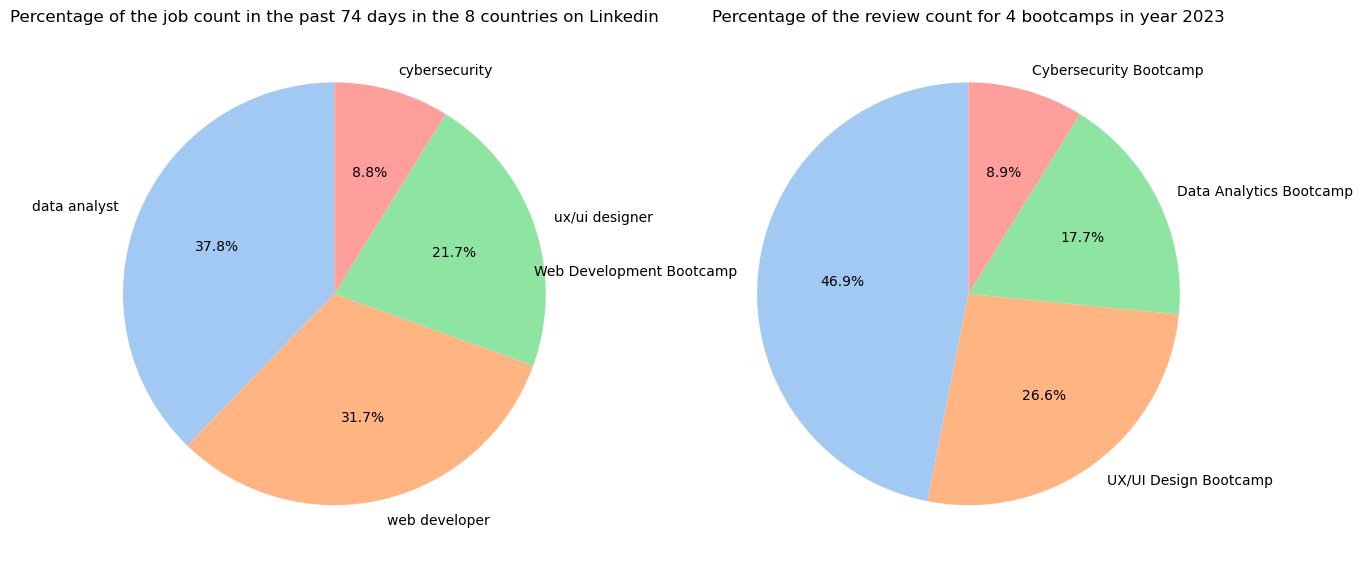 Percentage of the job count in the past 74 days in the 8 countries on Linkedin
cybersecurity
data analyst
ux/ui designer
web developer
8.8%
37.8%
21.7%
31.7%
Percentage of the review count for 4 bootcamps in year 2023
Cybersecurity Bootcamp
Data Analytics Bootcamp
Web Development Bootcamp
UX/UI Design Bootcamp
8.9%
17.7%
46.9%
26.6%